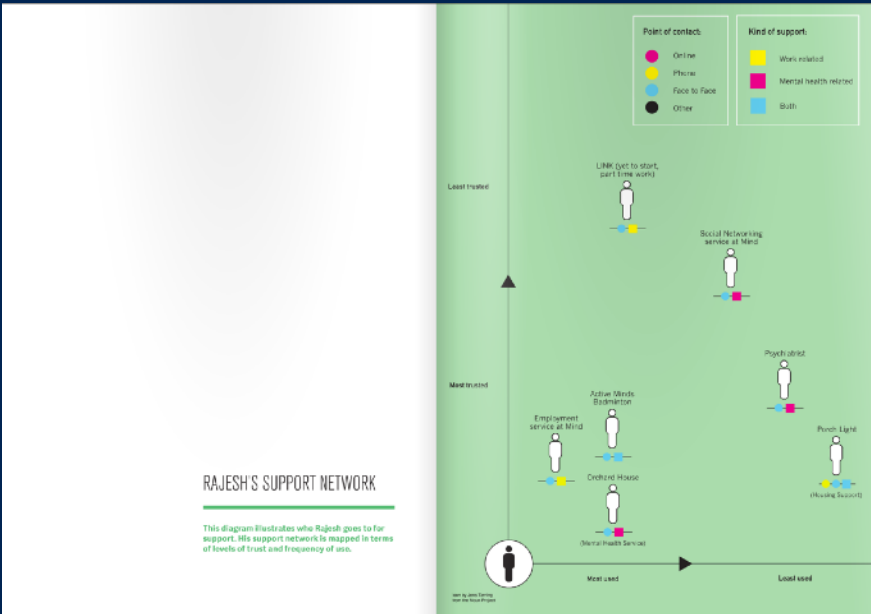 RAJESH'S SUPPORT NETWORK
This diagram illustrates who Rajesh goes to for
support. His support network is mapped in terms
of levels of trust and frequency of use.
Point of contact:
Online
Phone
Face to Face
Other
Kind of support:
Work related
Mental health related
Both
Least trusted
LINK (yet to start,
part time work)
Social Networking
service at Mind
Psychiatrist
Most trusted
Active Minds
Badminton
Employment
service at Mind
Porch Light
(Housing Support)
Orchard House
(Mental Health Service)
Most used
Least used
from the Noun Project